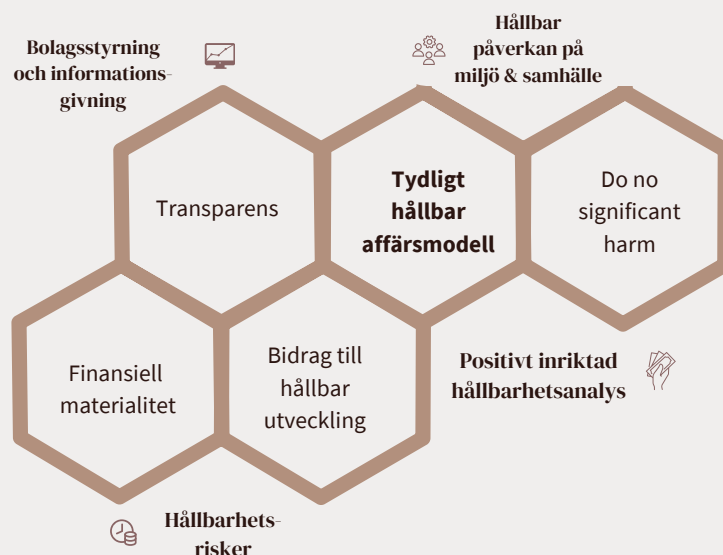 Bolagsstyrning
och informations-
givning
Hållbar
påverkan på
miljö & samhälle
Transparens
Tydligt
hållbar
affärsmodell
Do no
significant
harm
Finansiell
materialitet
Bidrag till
hållbar
utveckling
Positivt inriktad
hållbarhetsanalys
Hållbarhets-
risker